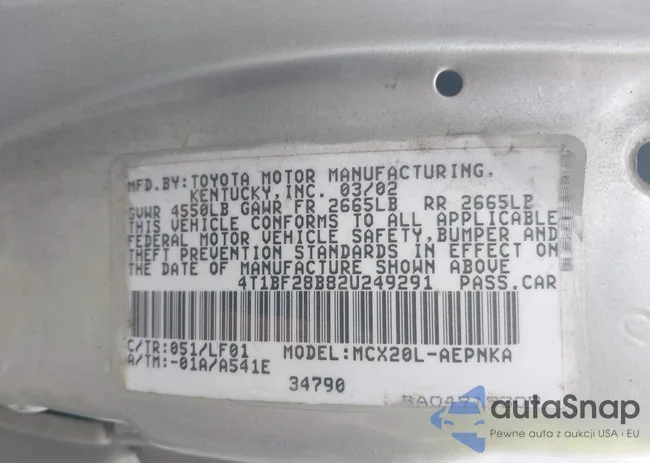 MFD.BY:TOYOTA MOTOR MANUFACTURING,
KENTUCKY,INC. 03/02
GVWR 4550LB GAWR FR 2665LB RR 2665LB
THIS VEHICLE CONFORMS TO ALL APPLICABLE
FEDERAL MOTOR VEHICLE SAFETY,BUMPER AND
THEFT PREVENTION STANDARDS IN EFFECT ON
THE DATE OF MANUFACTURE SHOWN ABOVE
4T1BF28B82U249291 PASS.CAR
C/TR:051/LF01 MODEL:MCX20L-AEPNKA
A/TM:-01A/A541E
34790
autoSnap
Pewne auta z aukcji USA i EU